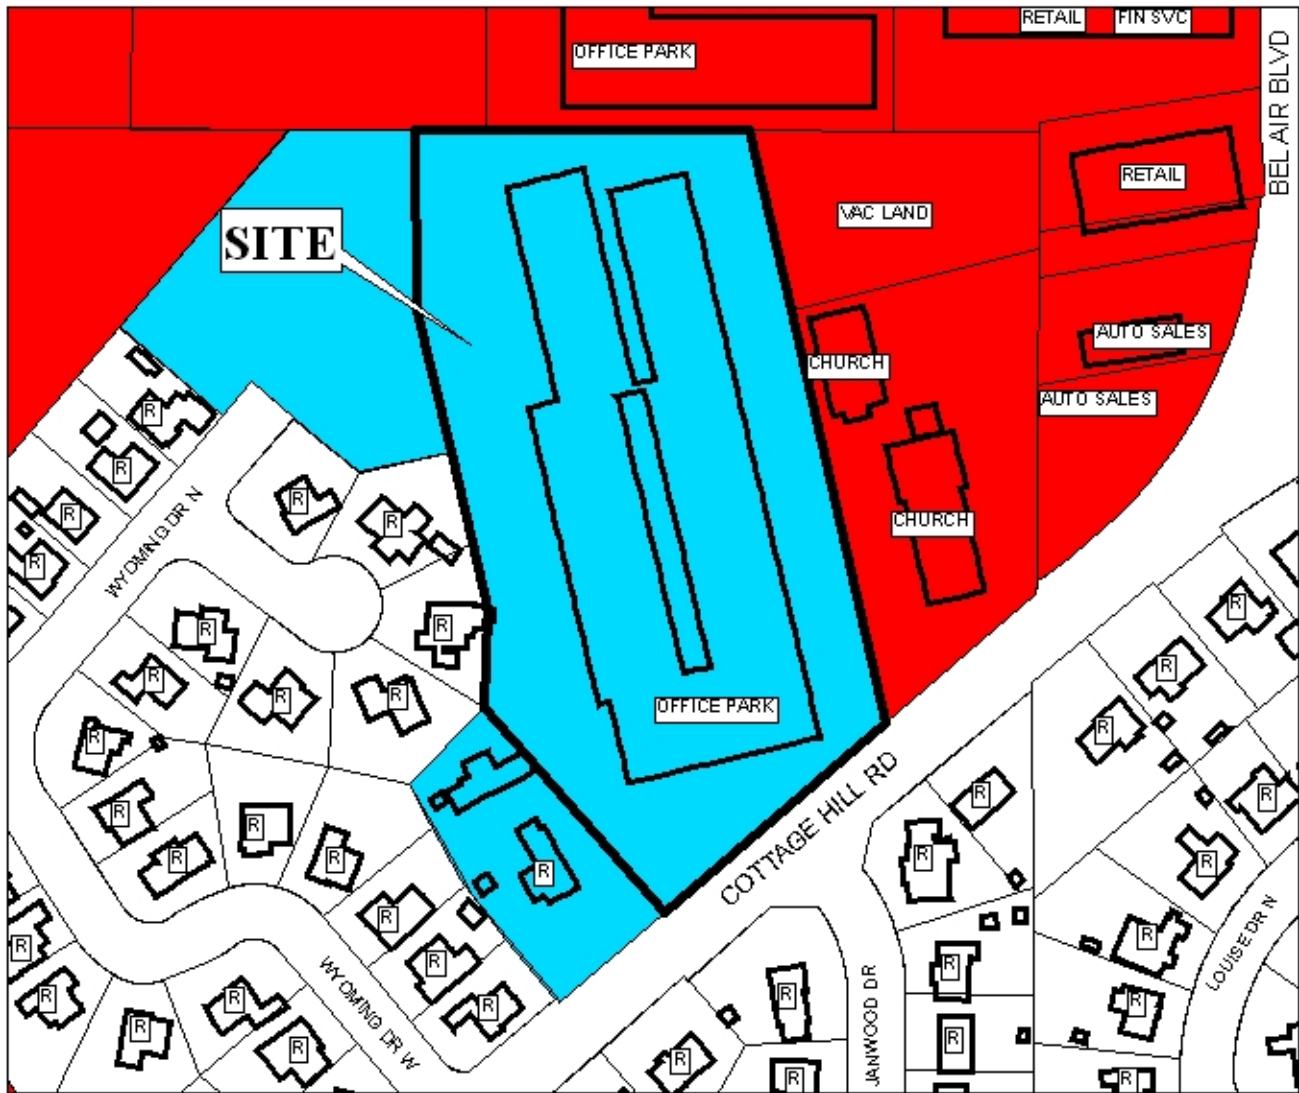 RETAIL
FIN SVC
OFFICE PARK
BEL AIR BLVD
RETAIL
VAC LAND
SITE
AUTO SALES
CHURCH
AUTO SALES
R
R
R
R
R
CHURCH
R
WYOMING DR N
R
R
R
R
R
R
R
R
OFFICE PARK
R
R
COTTAGE HILL RD
R
R
R
R
R
R
R
R
R
R
R
LOUISE DR N
R
R
R
WYOMING DR W
R
R
R
R
R
R
JANWOOD DR
R
R
R
R
R
R